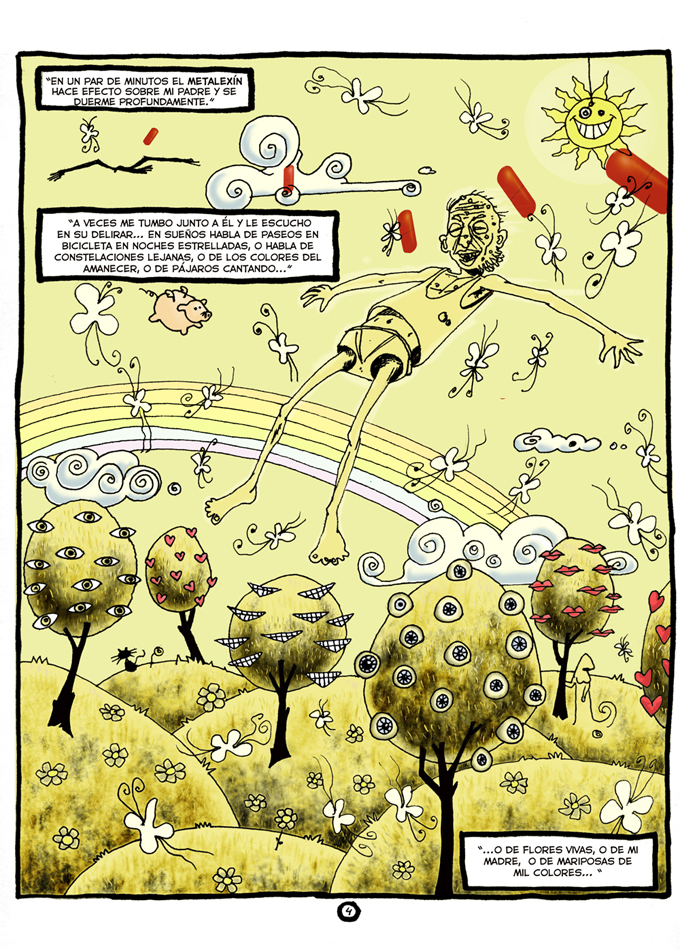 "EN UN PAR DE MINUTOS EL METALEXÍN
HACE EFECTO SOBRE MI PADRE Y SE
DUERME PROFUNDAMENTE."
"A VECES ME TUMBO JUNTO A ÉL Y LE ESCUCHO
EN SU DELIRAR... EN SUEÑOS HABLA DE PASEOS EN
BICICLETA EN NOCHES ESTRELLADAS, O HABLA DE
CONSTELACIONES LEJANAS, O DE LOS COLORES DEL
AMANECER, O DE PÁJAROS CANTANDO..."
"...O DE FLORES VIVAS, O DE MI
MADRE, O DE MARIPOSAS DE
MIL COLORES... "
4